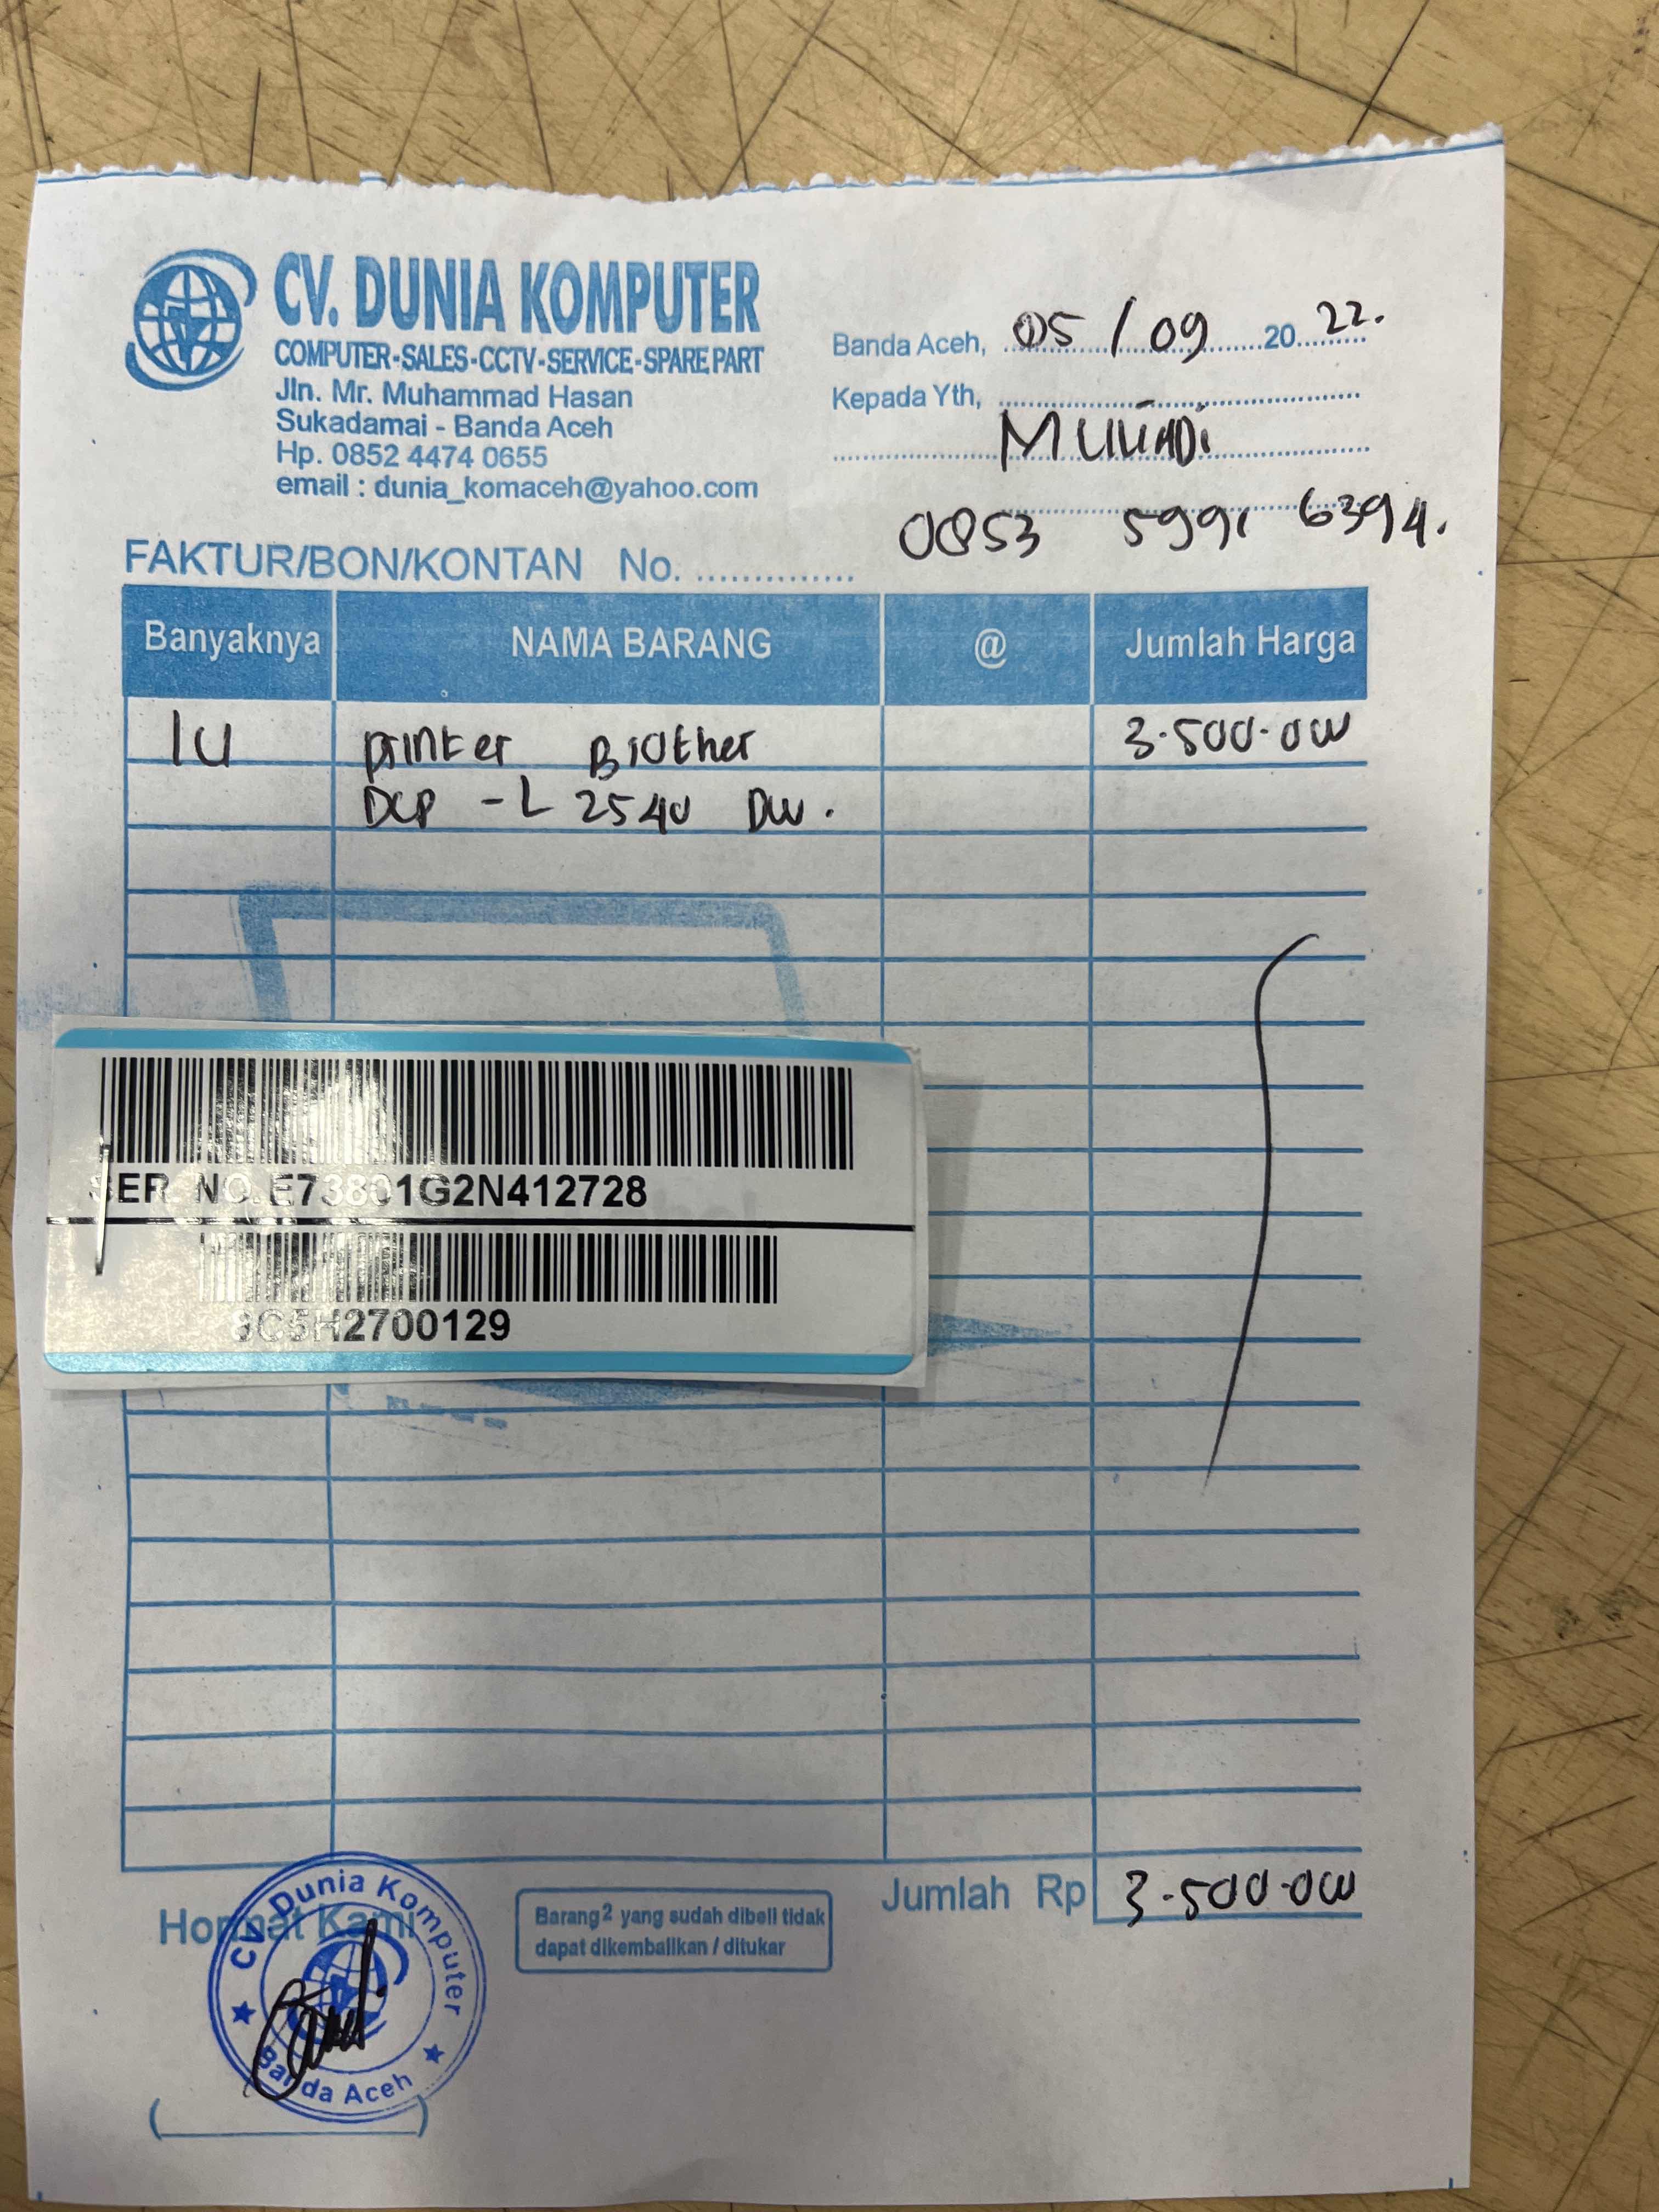 CV. DUNIA KOMPUTER
COMPUTER-SALES-CCTV-SERVICE-SPARE PART
Jln. Mr. Muhammad Hasan
Sukadamai - Banda Aceh
Hp. 0852 4474 0655
email : dunia_komaceh@yahoo.com
Banda Aceh, 05 / 09 20 22.
Kepada Yth,
0853 5991 6394.
FAKTUR/BON/KONTAN No.
Banyaknya NAMA BARANG @ Jumlah Harga
1U printer Brother 3.500.000
DCP - L 2540 DW.
SER NO. E73801G2N412728
9C5H2700129
Jumlah Rp 3.500.000
Hormat Kami
Barang2 yang sudah dibeli tidak
dapat dikembalikan / ditukar
CV. Dunia Komputer
Banda Aceh